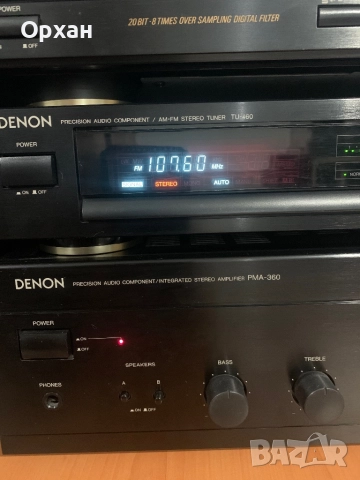 Орхан
POWER
20 BIT·8 TIMES OVER SAMPLING DIGITAL FILTER
ON OFF
DENON PRECISION AUDIO COMPONENT / AM-FM STEREO TUNER TU-460
POWER
FM 107.60 MHz
STEREO AUTO
ON OFF
DENON PRECISION AUDIO COMPONENT/INTEGRATED STEREO AMPLIFIER PMA-360
POWER
ON
OFF
SPEAKERS
BASS TREBLE
PHONES A B
ON
OFF
BAZAR